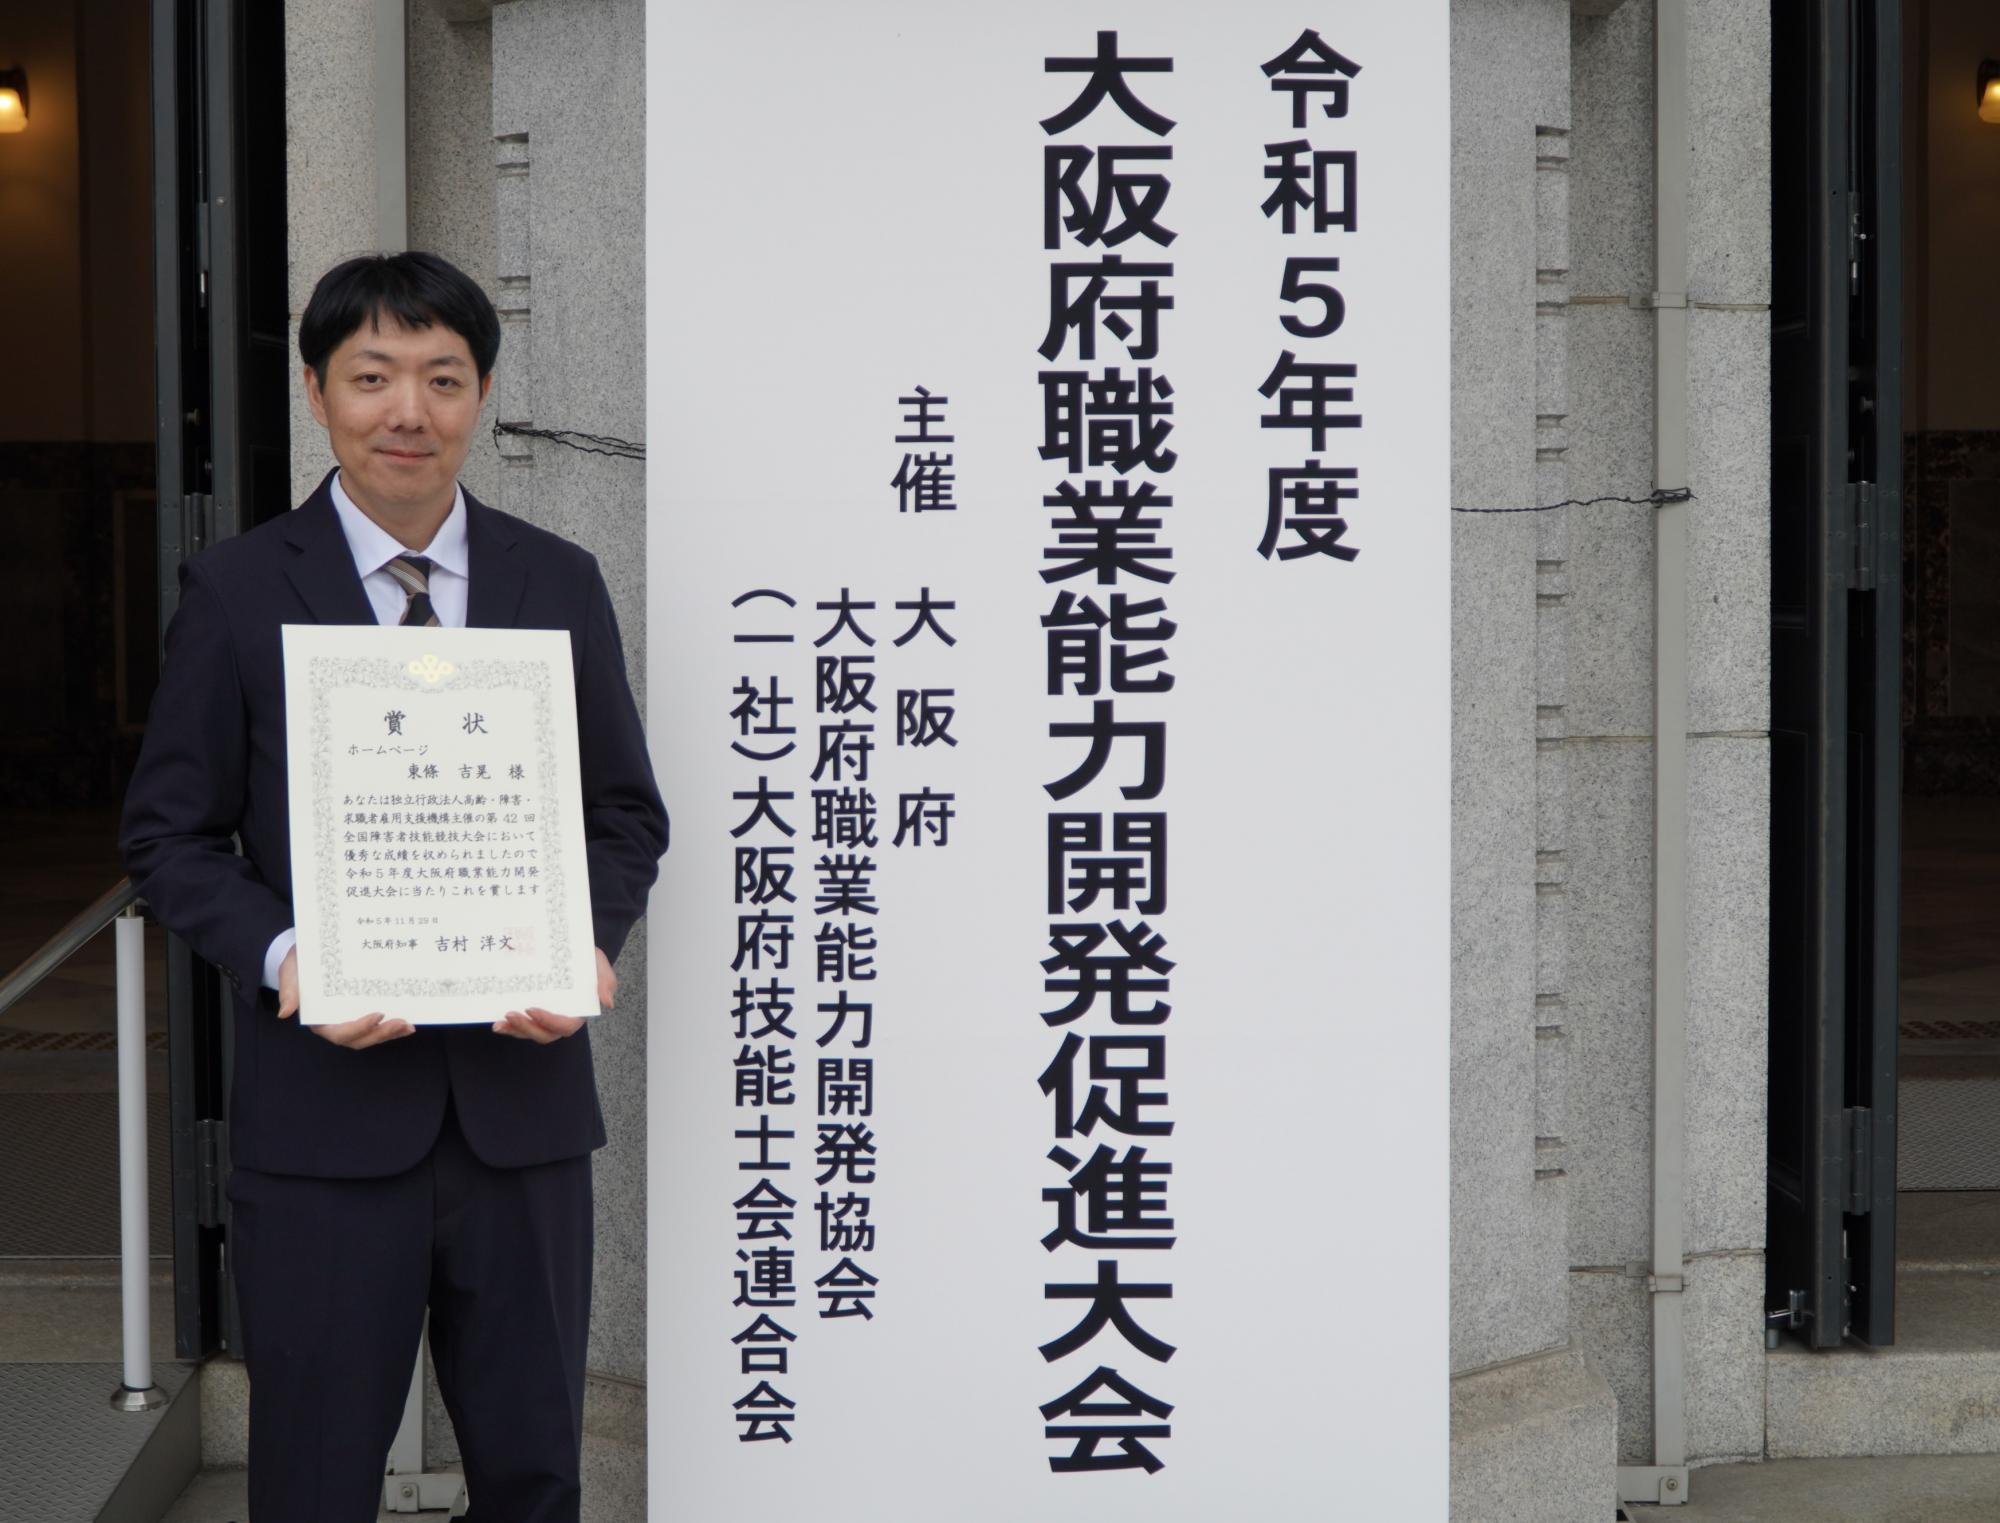 令和5年度
大阪府職業能力開発促進大会
主催 大阪府
大阪府職業能力開発協会
(一社)大阪府技能士会連合会
賞 状
ホームページ
東條 吉晃 様
あなたは独立行政法人高齢・障害・
求職者雇用支援機構主催の第42回
全国障害者技能競技大会において
優秀な成績を収められましたので
令和5年度大阪府職業能力開発
促進大会に当たりこれを賞します
令和5年11月29日
大阪府知事 吉村 洋文